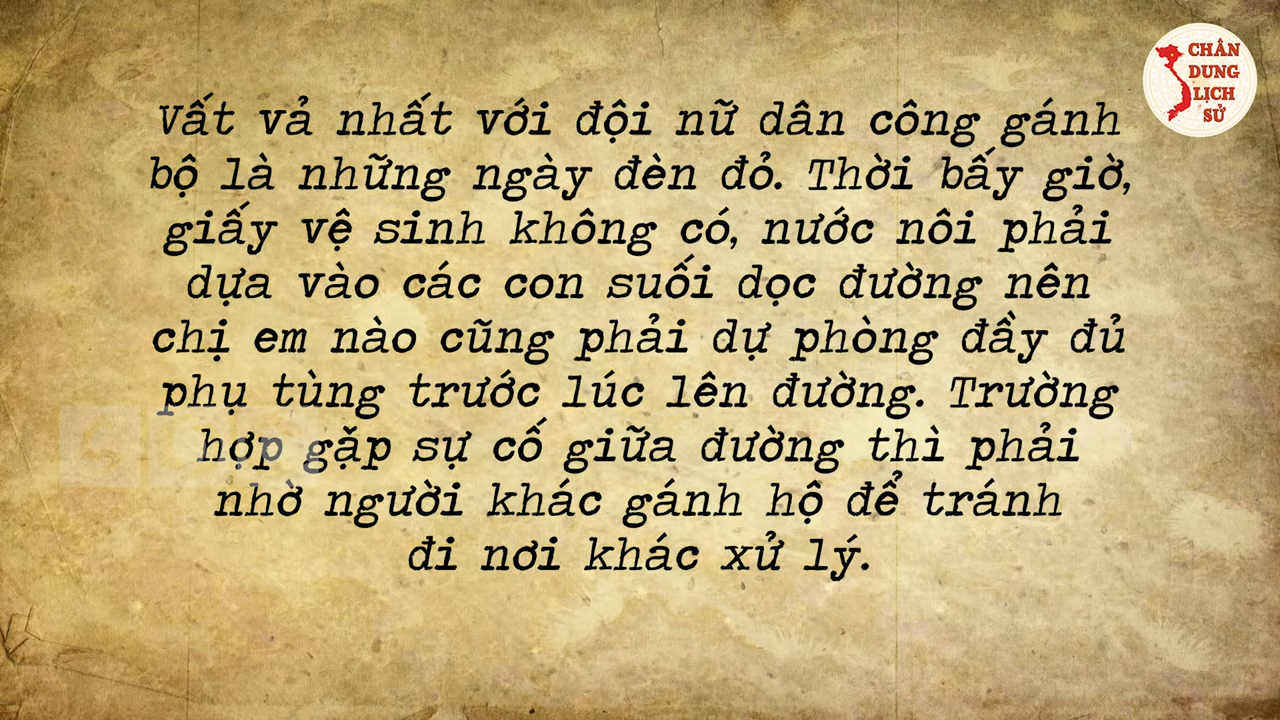 CHÂN
DUNG
LỊCH
SỬ
Vất vả nhất với đội nữ dân công gánh
bộ là những ngày đèn đỏ. Thời bấy giờ,
giấy vệ sinh không có, nước nôi phải
dựa vào các con suối dọc đường nên
chị em nào cũng phải dự phòng đầy đủ
phụ tùng trước lúc lên đường. Trường
hợp gặp sự cố giữa đường thì phải
nhờ người khác gánh hộ để tránh
đi nơi khác xử lý.